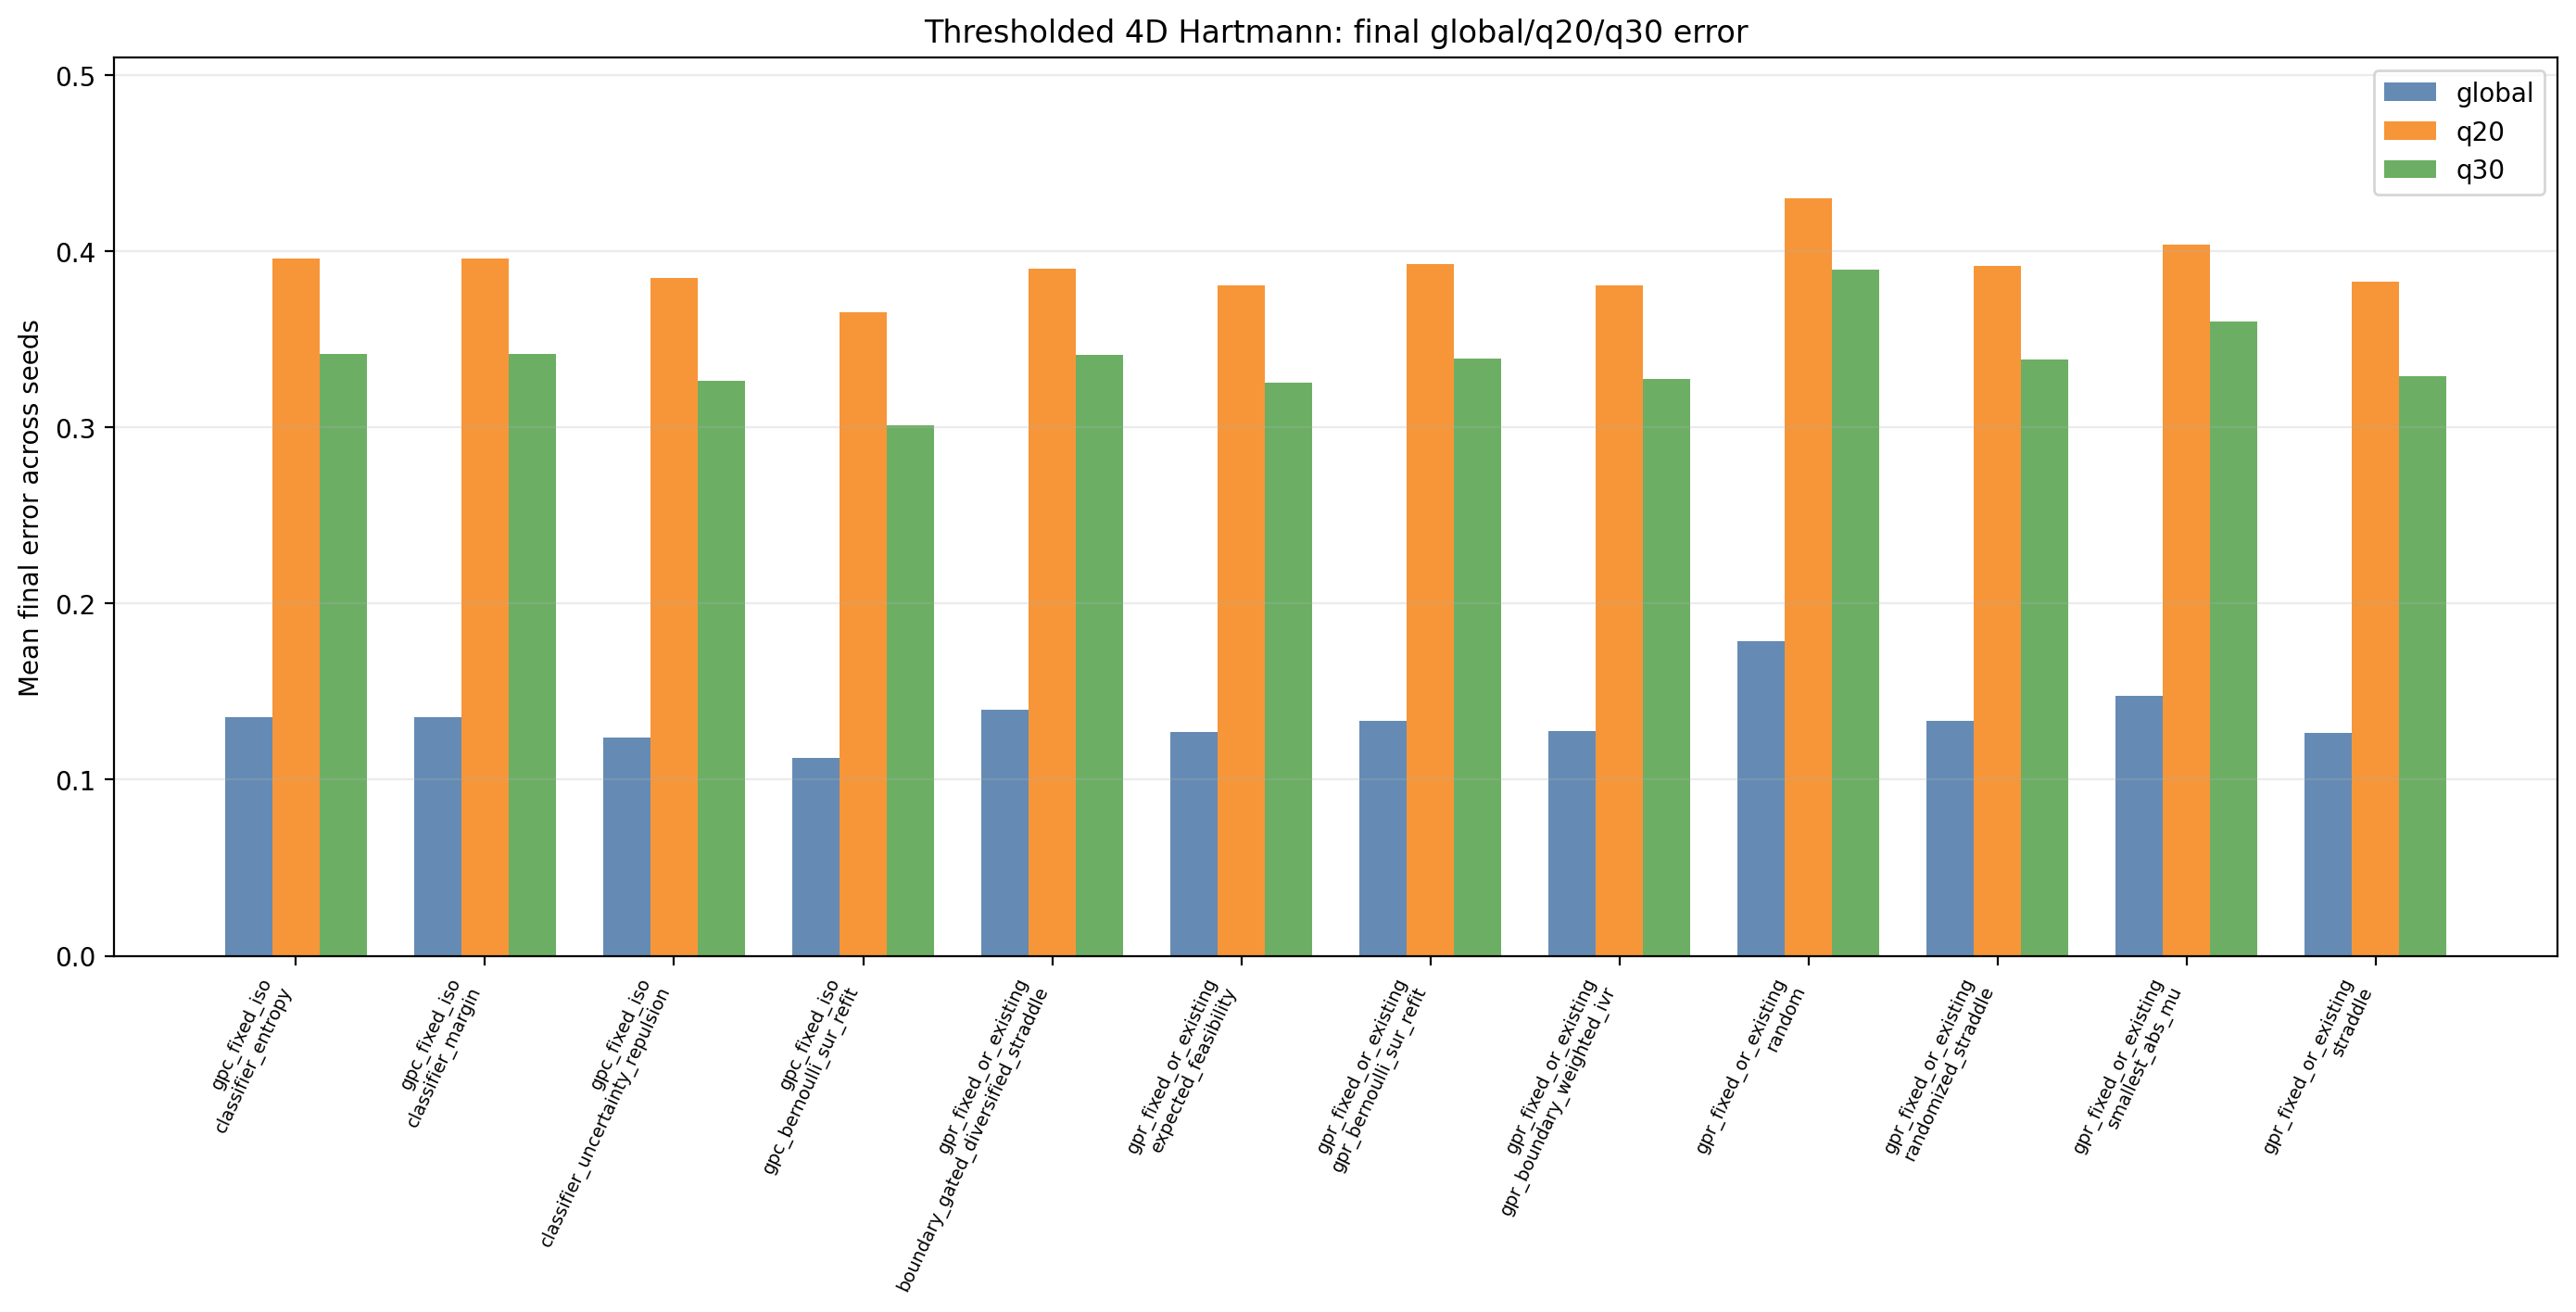 Thresholded 4D Hartmann: final global/q20/q30 error
Mean final error across seeds
0.5
0.4
0.3
0.2
0.1
0.0
global
q20
q30
gpc_fixed_iso
classifier_entropy
gpc_fixed_iso
classifier_margin
gpc_fixed_iso
classifier_uncertainty_repulsion
gpc_fixed_iso
gpc_bernoulli_sur_refit
gpr_fixed_or_existing
boundary_gated_diversified_straddle
gpr_fixed_or_existing
expected_feasibility
gpr_fixed_or_existing
gpr_bernoulli_sur_refit
gpr_fixed_or_existing
gpr_boundary_weighted_ivr
gpr_fixed_or_existing
random
gpr_fixed_or_existing
randomized_straddle
gpr_fixed_or_existing
smallest_abs_mu
gpr_fixed_or_existing
straddle